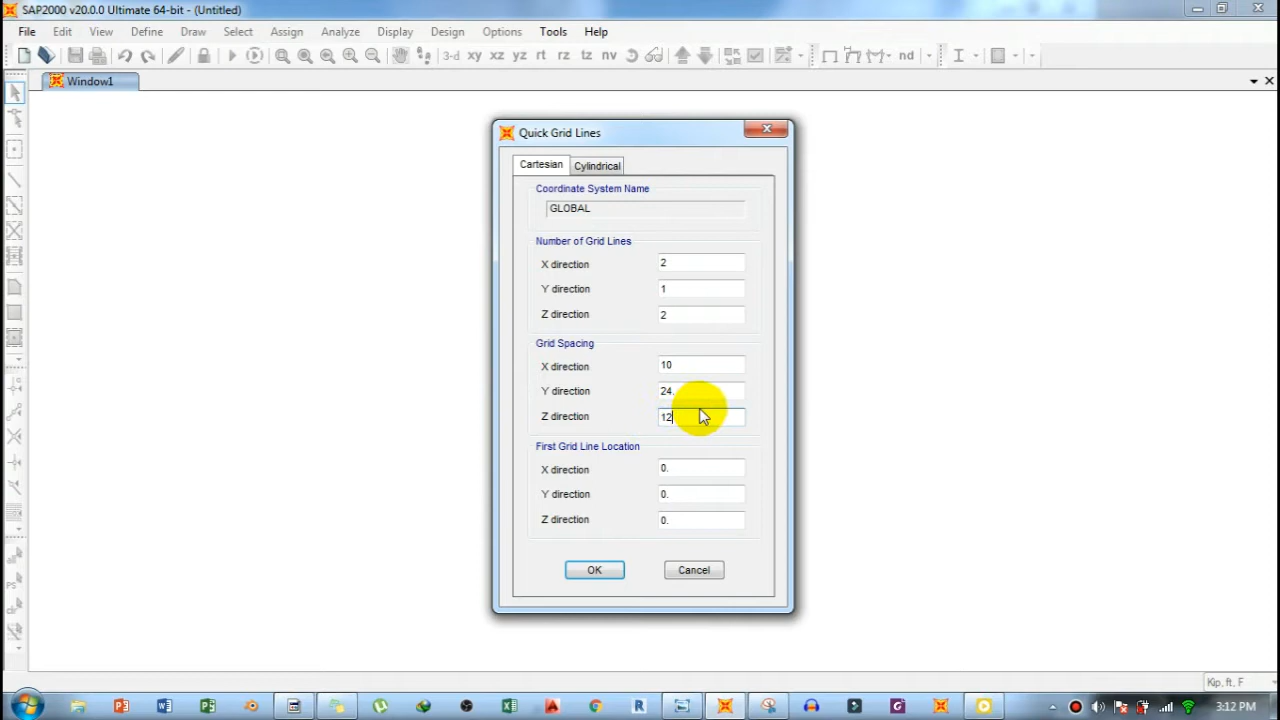 SAP2000 v20.0.0 Ultimate 64-bit - (Untitled)
File Edit View Define Draw Select Assign Analyze Display Design Options Tools Help
3-d xy xz yz rt rz tz nv nd
Window1
Quick Grid Lines
Cartesian Cylindrical
Coordinate System Name
GLOBAL
Number of Grid Lines
X direction 2
Y direction 1
Z direction 2
Grid Spacing
X direction 10
Y direction 24.
Z direction 12
First Grid Line Location
X direction 0.
Y direction 0.
Z direction 0.
OK Cancel
Kip, ft, F
3:12 PM